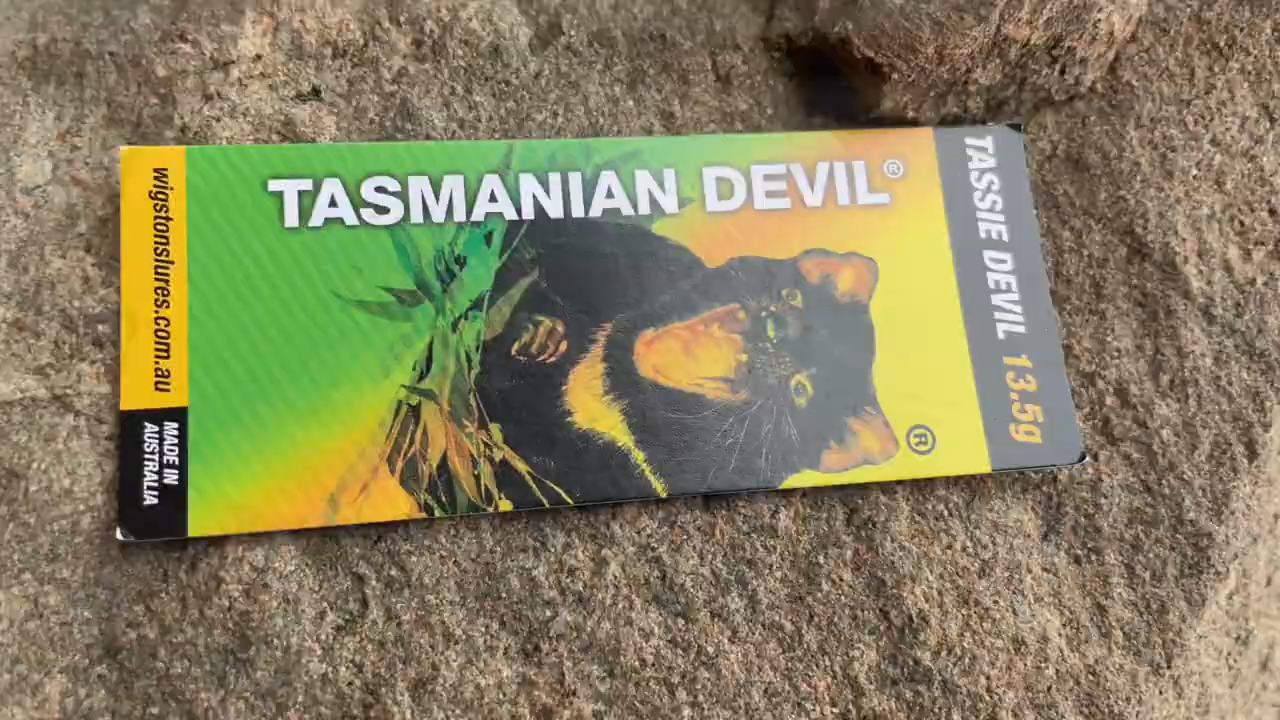 TASMANIAN DEVIL®
TASSIE DEVIL 13.5g
®
wigstonslures.com.au
MADE IN
AUSTRALIA